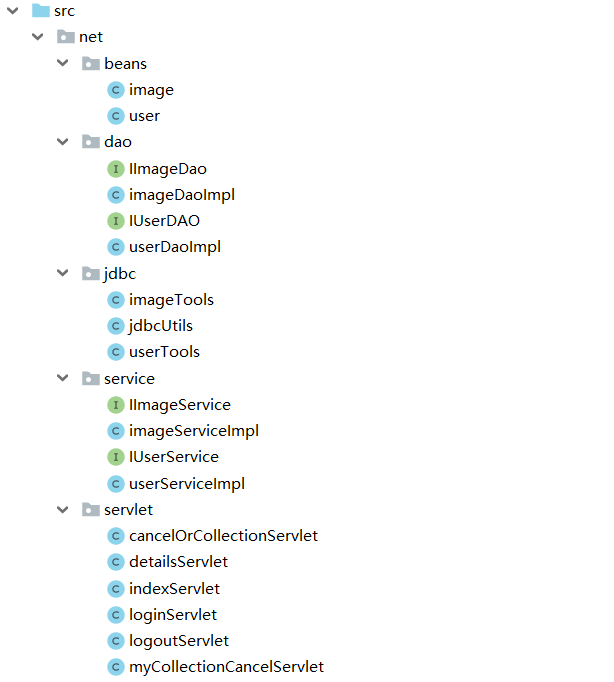 src
net
beans
image
user
dao
IImageDao
imageDaoImpl
IUserDAO
userDaoImpl
jdbc
imageTools
jdbcUtils
userTools
service
IImageService
imageServiceImpl
IUserService
userServiceImpl
servlet
cancelOrCollectionServlet
detailsServlet
indexServlet
loginServlet
logoutServlet
myCollectionCancelServlet